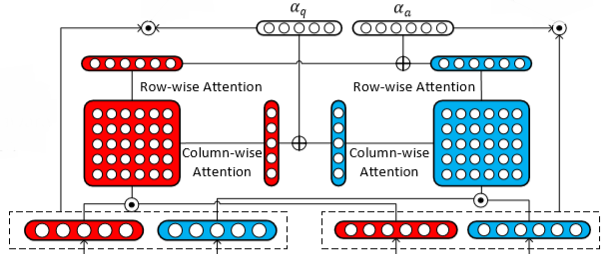 α_q α_a
Row-wise Attention Row-wise Attention
Column-wise Column-wise
Attention Attention